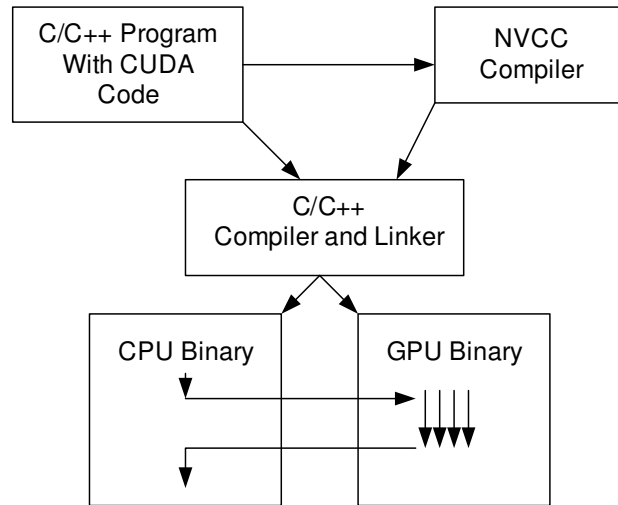 C/C++ Program
With CUDA
Code
NVCC
Compiler
C/C++
Compiler and Linker
CPU Binary
GPU Binary